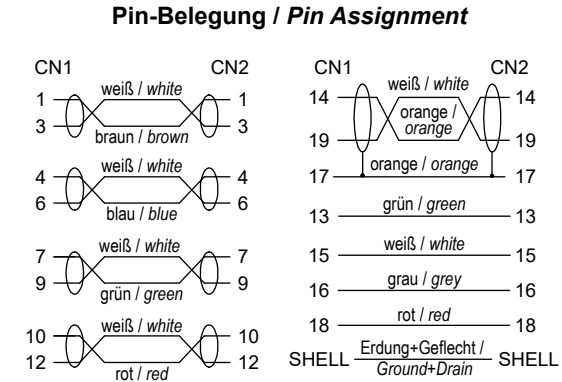 Pin-Belegung / Pin Assignment
CN1 CN2
1 weiß / white 1
3 braun / brown 3
4 weiß / white 4
6 blau / blue 6
7 weiß / white 7
9 grün / green 9
10 weiß / white 10
12 rot / red 12
CN1 CN2
14 weiß / white 14
orange /
orange
19 19
17 orange / orange 17
13 grün / green 13
15 weiß / white 15
16 grau / grey 16
18 rot / red 18
SHELL Erdung+Geflecht / SHELL
Ground+Drain